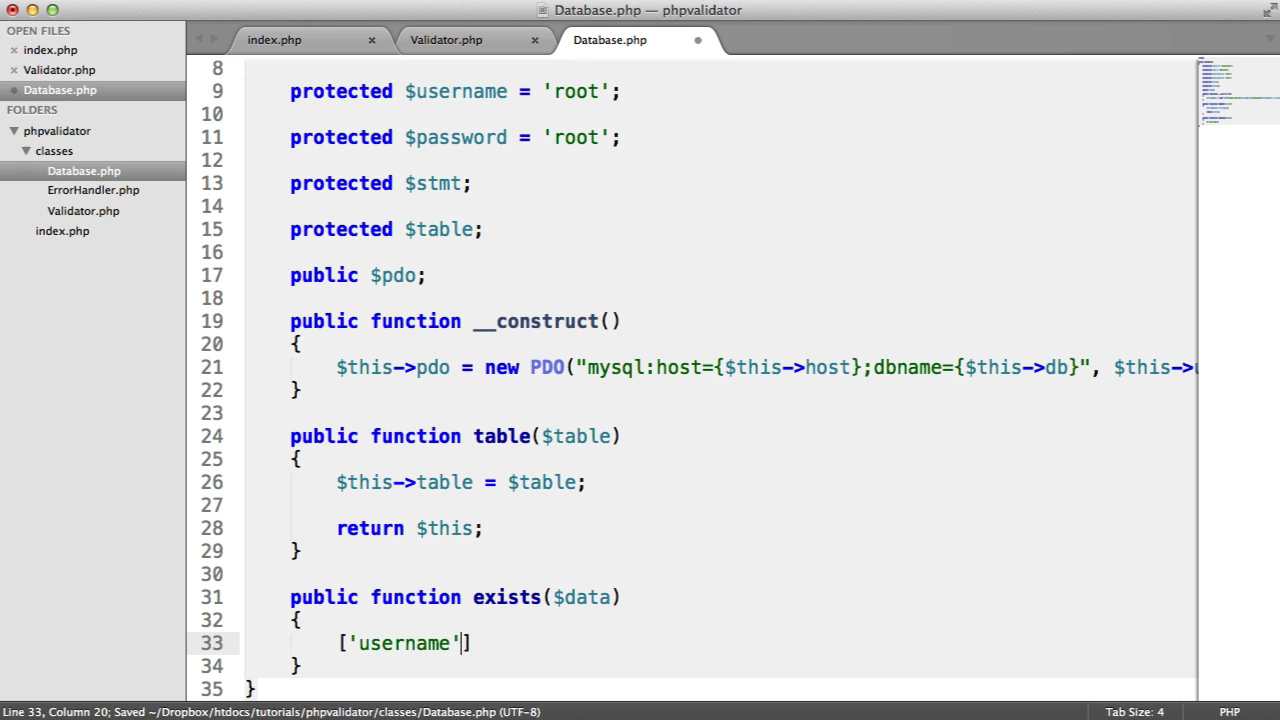 Database.php — phpvalidator
OPEN FILES
index.php
Validator.php
Database.php
FOLDERS
phpvalidator
classes
Database.php
ErrorHandler.php
Validator.php
index.php
index.php
Validator.php
Database.php
8
9 protected $username = 'root';
10
11 protected $password = 'root';
12
13 protected $stmt;
14
15 protected $table;
16
17 public $pdo;
18
19 public function __construct()
20 {
21 $this->pdo = new PDO("mysql:host={$this->host};dbname={$this->db}", $this->u
22 }
23
24 public function table($table)
25 {
26 $this->table = $table;
27
28 return $this;
29 }
30
31 public function exists($data)
32 {
33 ['username']
34 }
35 }
Line 33, Column 20; Saved ~/Dropbox/htdocs/tutorials/phpvalidator/classes/Database.php (UTF-8)
Tab Size: 4
PHP